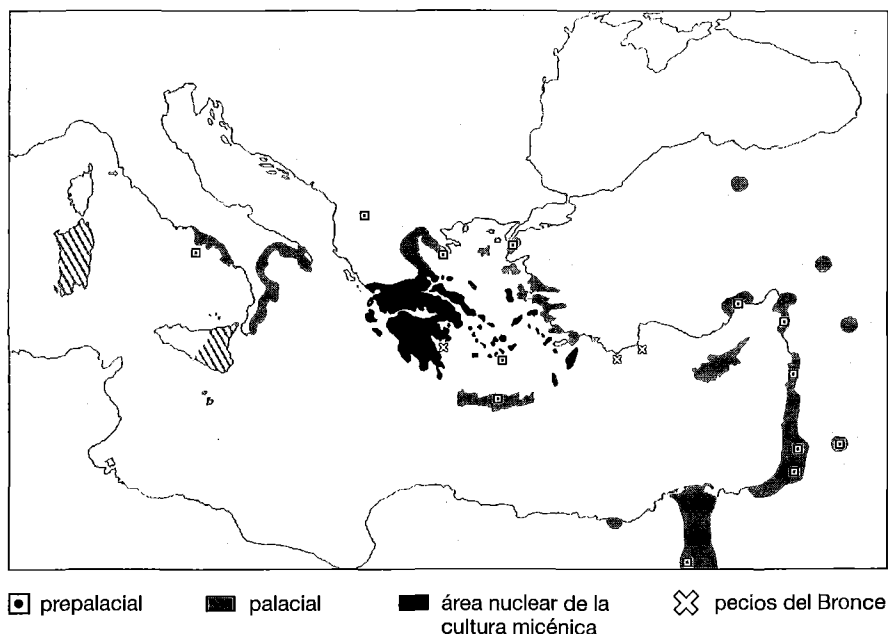 prepalacial
palacial
área nuclear de la
cultura micénica
pecios del Bronce